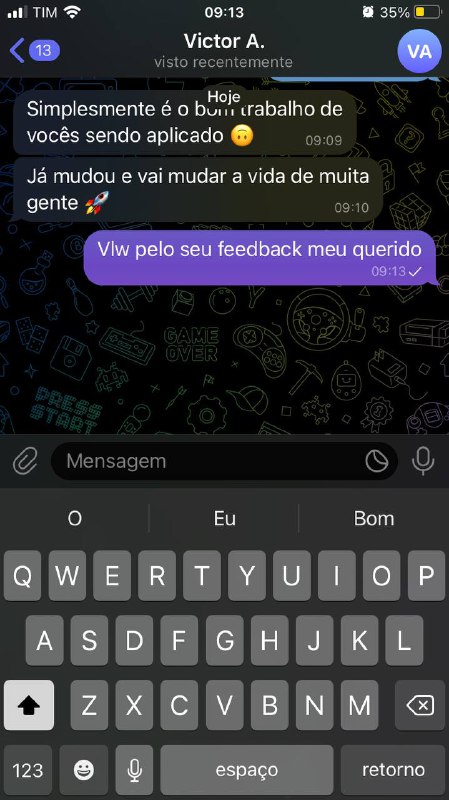 TIM
09:13
35%
13
Victor A.
visto recentemente
VA
Hoje
Simplesmente é o bom trabalho de
vocês sendo aplicado 🙃
09:09
Já mudou e vai mudar a vida de muita
gente 🚀
09:10
Vlw pelo seu feedback meu querido
09:13
GAME
OVER
PRESS
START
Mensagem
O Eu Bom
Q W E R T Y U I O P
A S D F G H J K L
Z X C V B N M
123 espaço retorno